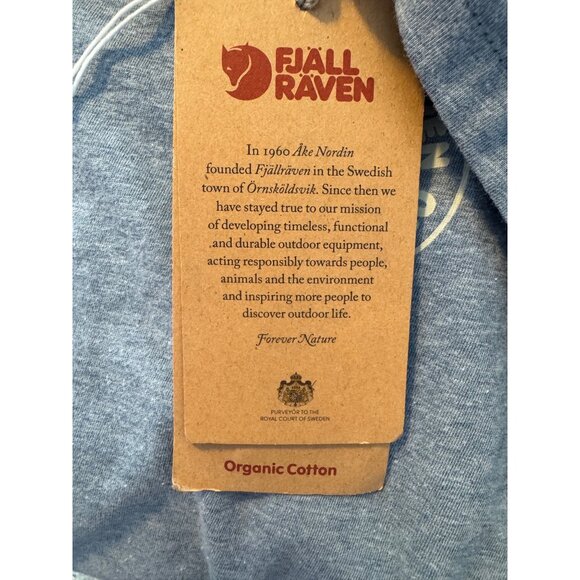 FJÄLL
RÄVEN
In 1960 Åke Nordin
founded Fjällräven in the Swedish
town of Örnsköldsvik. Since then we
have stayed true to our mission
of developing timeless, functional
and durable outdoor equipment,
acting responsibly towards people,
animals and the environment
and inspiring more people to
discover outdoor life.
Forever Nature
PURVEYOR TO THE
ROYAL COURT OF SWEDEN
Organic Cotton